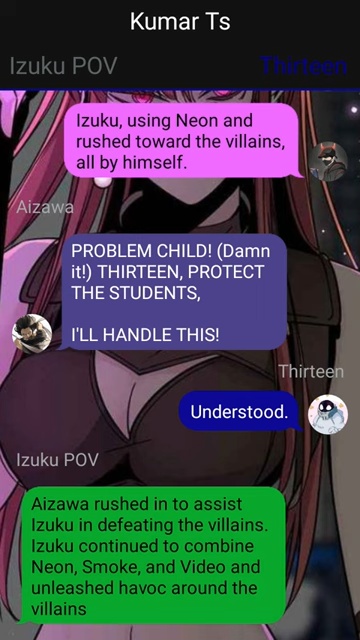 Kumar Ts
Izuku POV
Thirteen
Izuku, using Neon and
rushed toward the villains,
all by himself.
Aizawa
PROBLEM CHILD! (Damn
it!) THIRTEEN, PROTECT
THE STUDENTS,
I'LL HANDLE THIS!
Thirteen
Understood.
Izuku POV
Aizawa rushed in to assist
Izuku in defeating the villains.
Izuku continued to combine
Neon, Smoke, and Video and
unleashed havoc around the
villains